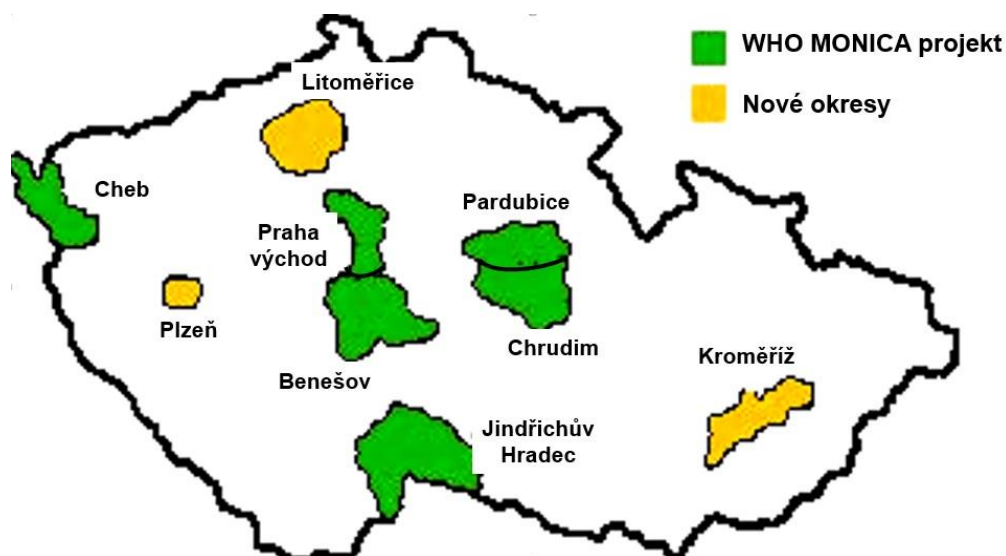 WHO MONICA projekt
Nové okresy
Litoměřice
Cheb
Pardubice
Praha
východ
Plzeň
Chrudim
Kroměříž
Benešov
Jindřichův
Hradec